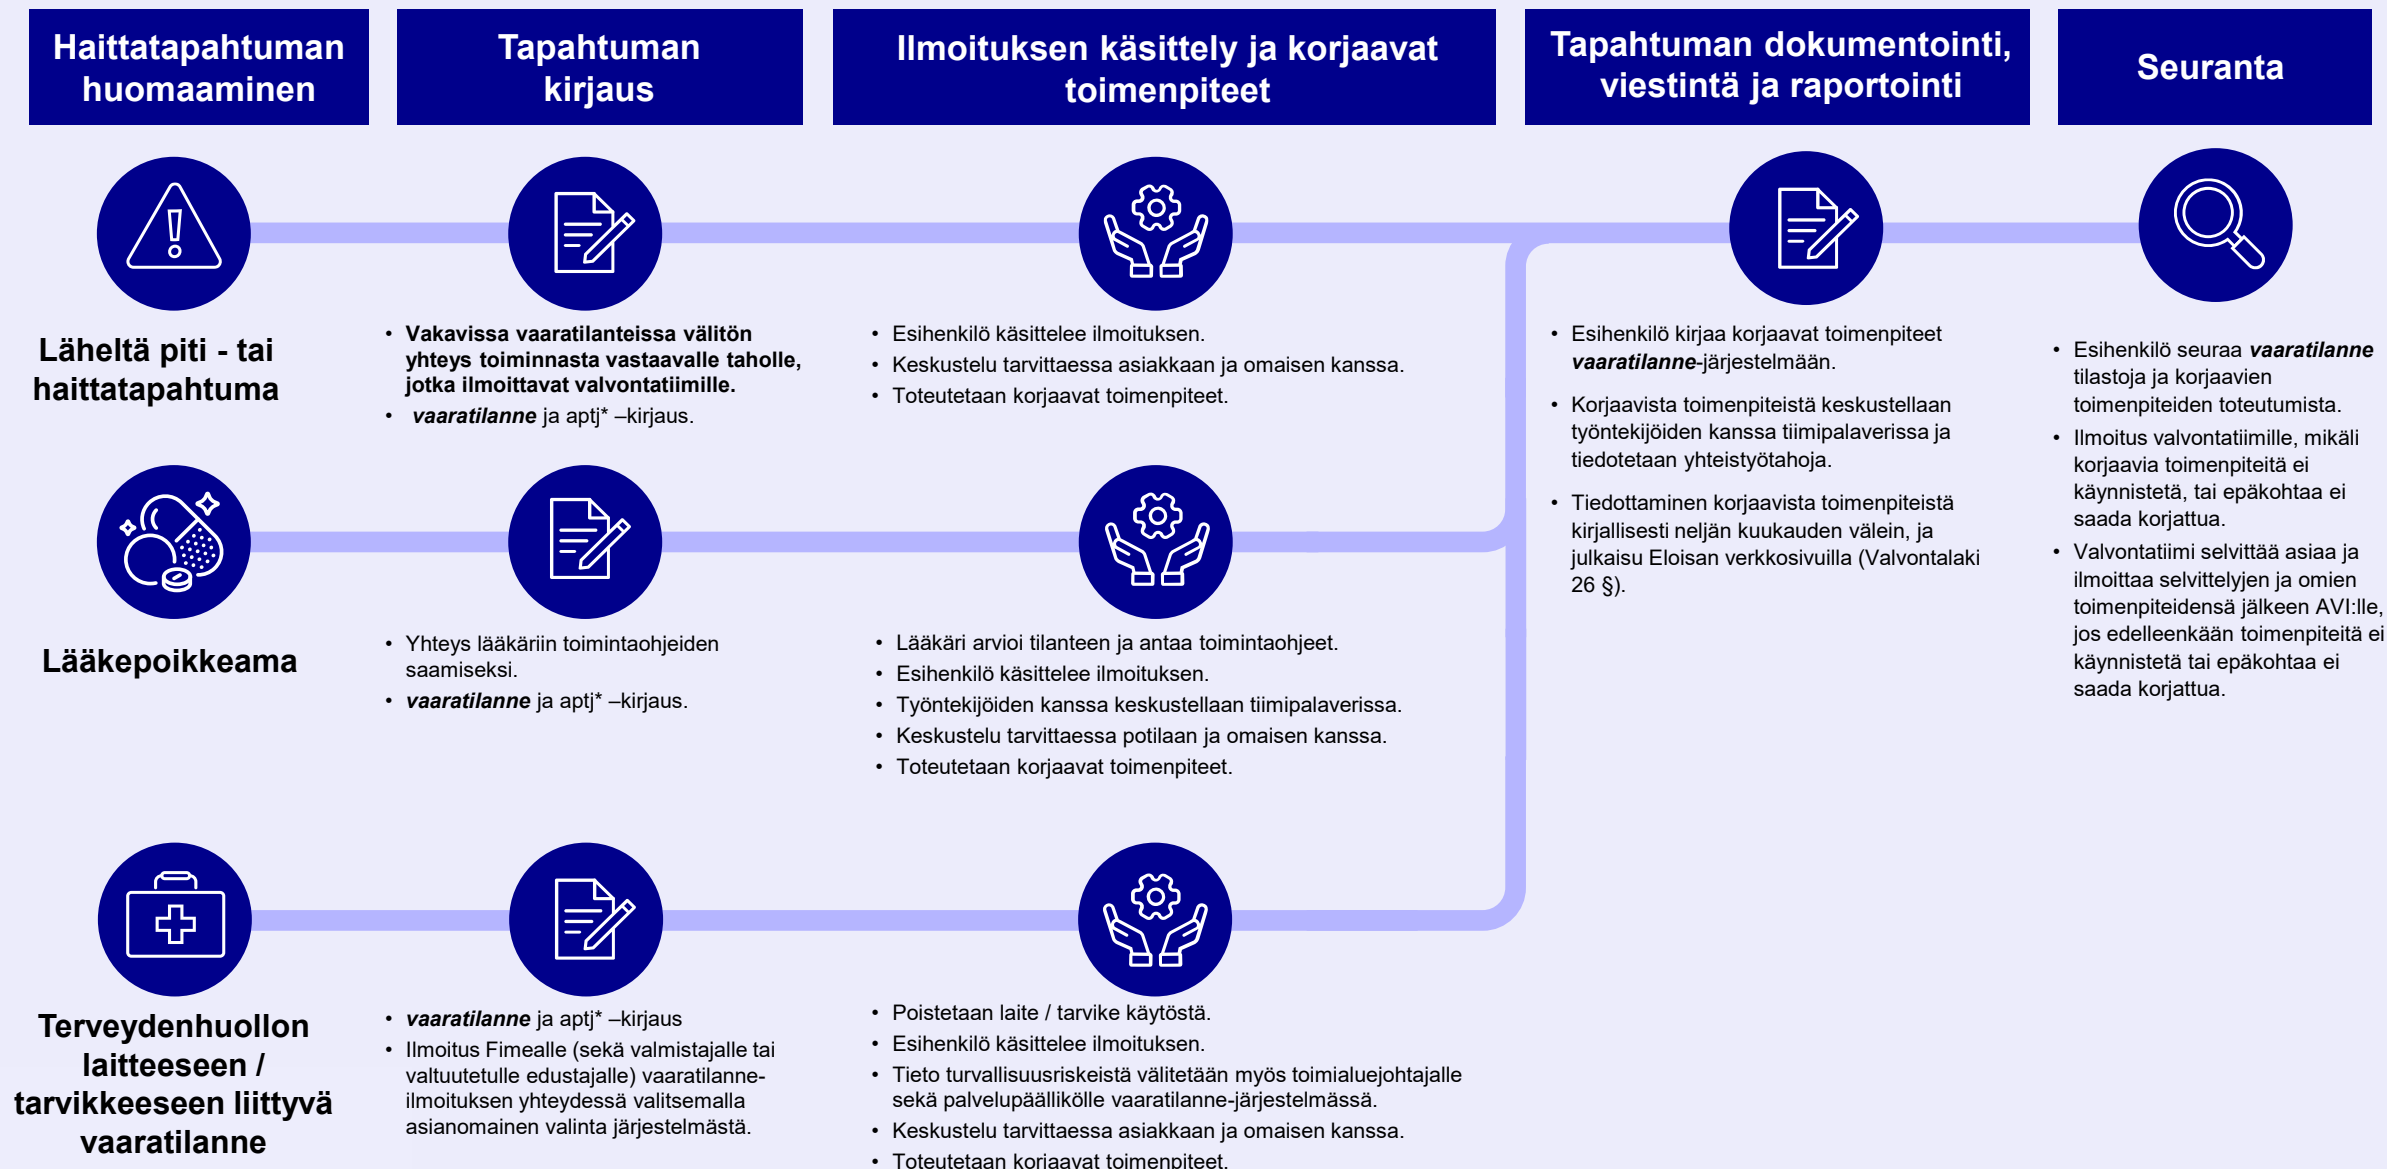 Haittatapahtuman
huomaaminen
Tapahtuman
kirjaus
Ilmoituksen käsittely ja korjaavat
toimenpiteet
Tapahtuman dokumentointi,
viestintä ja raportointi
Seuranta
Läheltä piti - tai
haittatapahtuma
• Vakavissa vaaratilanteissa välitön
yhteys toiminnasta vastaavalle taholle,
jotka ilmoittavat valvontatiimille.
• vaaratilanne ja aptj* –kirjaus.
• Esihenkilö käsittelee ilmoituksen.
• Keskustelu tarvittaessa asiakkaan ja omaisen kanssa.
• Toteutetaan korjaavat toimenpiteet.
• Esihenkilö kirjaa korjaavat toimenpiteet
vaaratilanne-järjestelmään.
• Korjaavista toimenpiteistä keskustellaan
työntekijöiden kanssa tiimipalaverissa ja
tiedotetaan yhteistyötahoja.
• Tiedottaminen korjaavista toimenpiteistä
kirjallisesti neljän kuukauden välein, ja
julkaisu Eloisan verkkosivuilla (Valvontalaki
26 §).
• Esihenkilö seuraa vaaratilanne
tilastoja ja korjaavien
toimenpiteiden toteutumista.
• Ilmoitus valvontatiimille, mikäli
korjaavia toimenpiteitä ei
käynnistetä, tai epäkohtaa ei
saada korjattua.
• Valvontatiimi selvittää asiaa ja
ilmoittaa selvittelyjen ja omien
toimenpiteidensä jälkeen AVI:lle,
jos edelleenkään toimenpiteitä ei
käynnistetä tai epäkohtaa ei
saada korjattua.
Lääkepoikkeama
• Yhteys lääkäriin toimintaohjeiden
saamiseksi.
• vaaratilanne ja aptj* –kirjaus.
• Lääkäri arvioi tilanteen ja antaa toimintaohjeet.
• Esihenkilö käsittelee ilmoituksen.
• Työntekijöiden kanssa keskustellaan tiimipalaverissa.
• Keskustelu tarvittaessa potilaan ja omaisen kanssa.
• Toteutetaan korjaavat toimenpiteet.
Terveydenhuollon
laitteeseen /
tarvikkeeseen liittyvä
vaaratilanne
• vaaratilanne ja aptj* –kirjaus
• Ilmoitus Fimealle (sekä valmistajalle tai
valtuutetulle edustajalle) vaaratilanne-
ilmoituksen yhteydessä valitsemalla
asianomainen valinta järjestelmästä.
• Poistetaan laite / tarvike käytöstä.
• Esihenkilö käsittelee ilmoituksen.
• Tieto turvallisuusriskeistä välitetään myös toimialuejohtajalle
sekä palvelupäällikölle vaaratilanne-järjestelmässä.
• Keskustelu tarvittaessa asiakkaan ja omaisen kanssa.
• Toteutetaan korjaavat toimenpiteet.